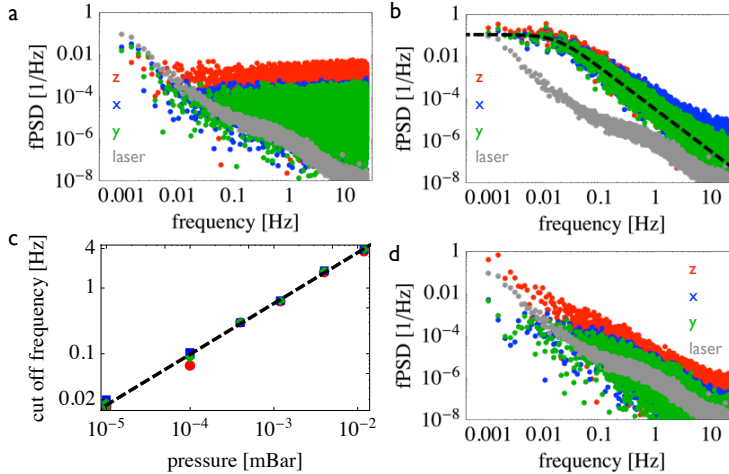 a
fPSD [1/Hz]
1
0.01
10⁻⁴
10⁻⁶
10⁻⁸
z
x
y
laser
0.001 0.01 0.1 1 10
frequency [Hz]
b
fPSD [1/Hz]
1
0.01
10⁻⁴
10⁻⁶
10⁻⁸
z
x
y
laser
0.001 0.01 0.1 1 10
frequency [Hz]
c
cut off frequency [Hz]
4
1
0.1
0.02
10⁻⁵ 10⁻⁴ 10⁻³ 10⁻²
pressure [mBar]
d
fPSD [1/Hz]
1
0.01
10⁻⁴
10⁻⁶
10⁻⁸
z
x
y
laser
0.001 0.01 0.1 1 10
frequency [Hz]